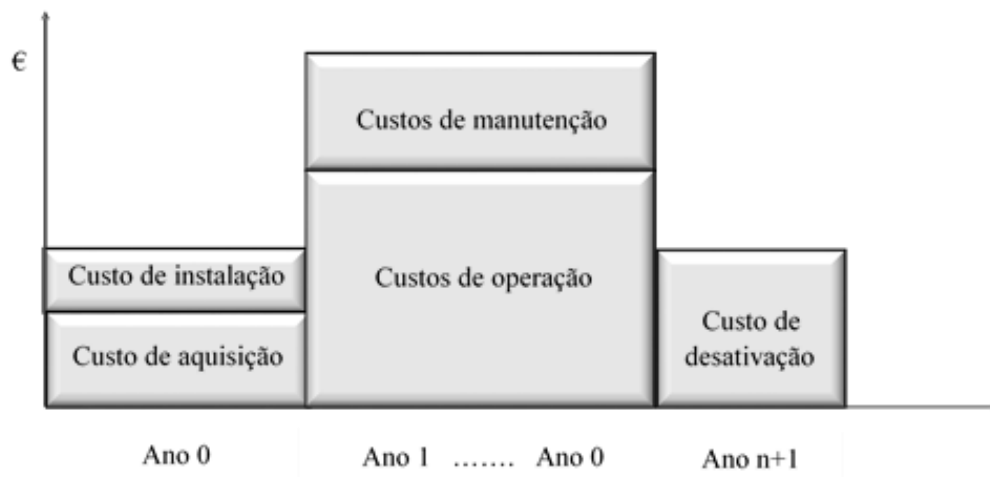 €
Custos de manutenção
Custo de instalação
Custos de operação
Custo de aquisição
Custo de
desativação
Ano 0
Ano 1 ....... Ano 0
Ano n+1